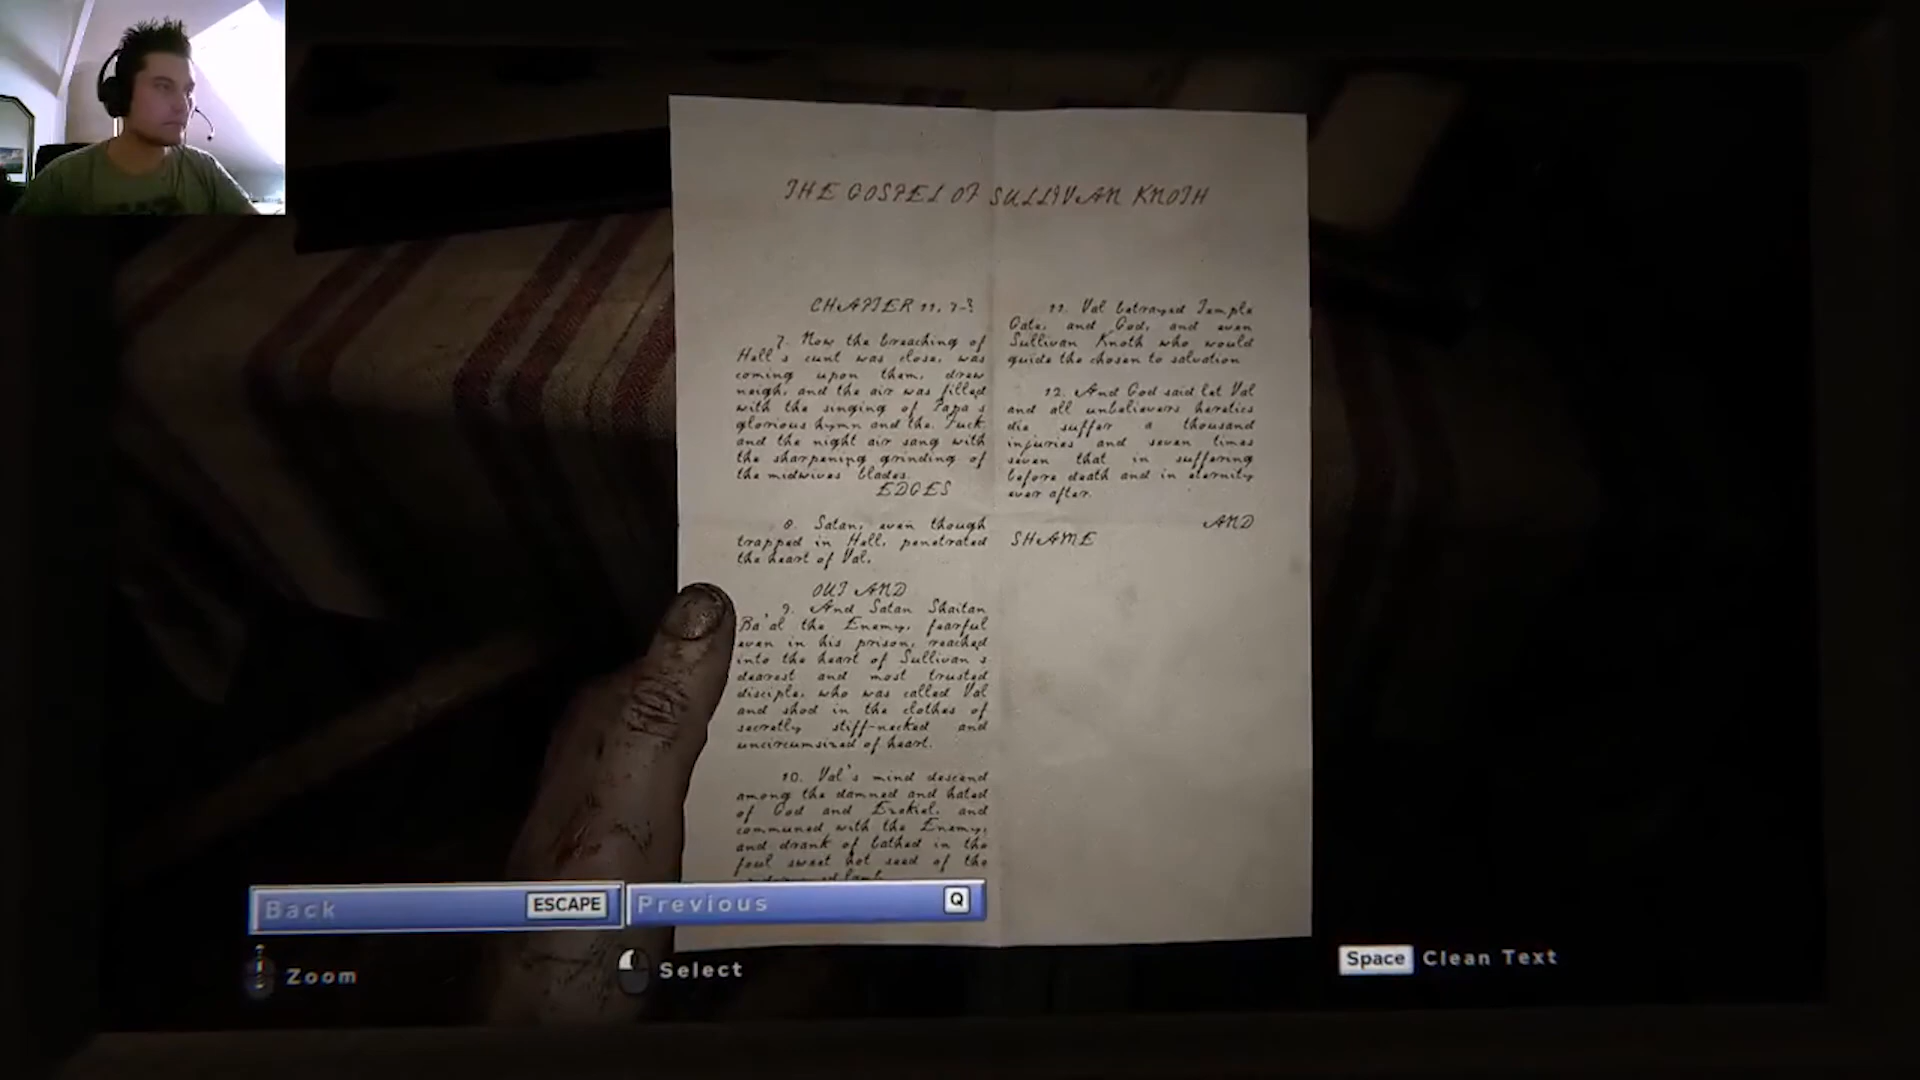 THE GOSPEL OF SULLIVAN KNOTH
CHAPTER 11, 7-3
7. Now the breaching of
Hell's cunt was close, was
coming upon them, drew
neigh, and the air was filled
with the singing of Papa's
glorious hymn and the. Fuck.
and the night air sang with
the sharpening grinding of
the midwives' blades.
EDGES
8. Satan, even though
trapped in Hell, penetrated
the heart of Val.
OUT AND
9. And Satan Shaitan
Ba'al the Enemy, fearful
even in his prison, reached
into the heart of Sullivan's
dearest and most trusted
disciple, who was called Val
and shod in the clothes of
secretly stiff-necked and
uncircumsized of heart.
10. Val's mind descend
among the damned and hated
of God and Ezekiel, and
communed with the Enemy,
and drank of bathed in the
foul sweet hot seed of the
11. Val betrayed Temple
Gate, and God, and even
Sullivan Knoth who would
guide the chosen to salvation
12. And God said let Val
and all unbelievers heretics
die suffer a thousand
injuries and seven times
seven that in suffering
before death and in eternity
ever after.
AND
SHAME
Back ESCAPE
Previous Q
Zoom
Select
Space Clean Text